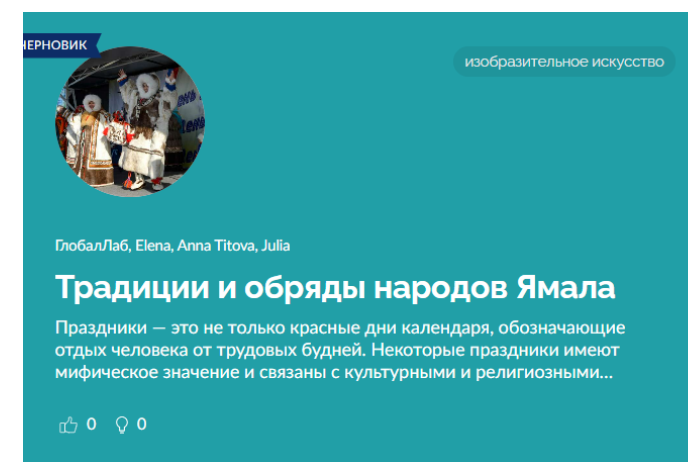 ЧЕРНОВИК
изобразительное искусство
ГлобалЛаб, Elena, Anna Titova, Julia
Традиции и обряды народов Ямала
Праздники — это не только красные дни календаря, обозначающие
отдых человека от трудовых будней. Некоторые праздники имеют
мифическое значение и связаны с культурными и религиозными...
0 0